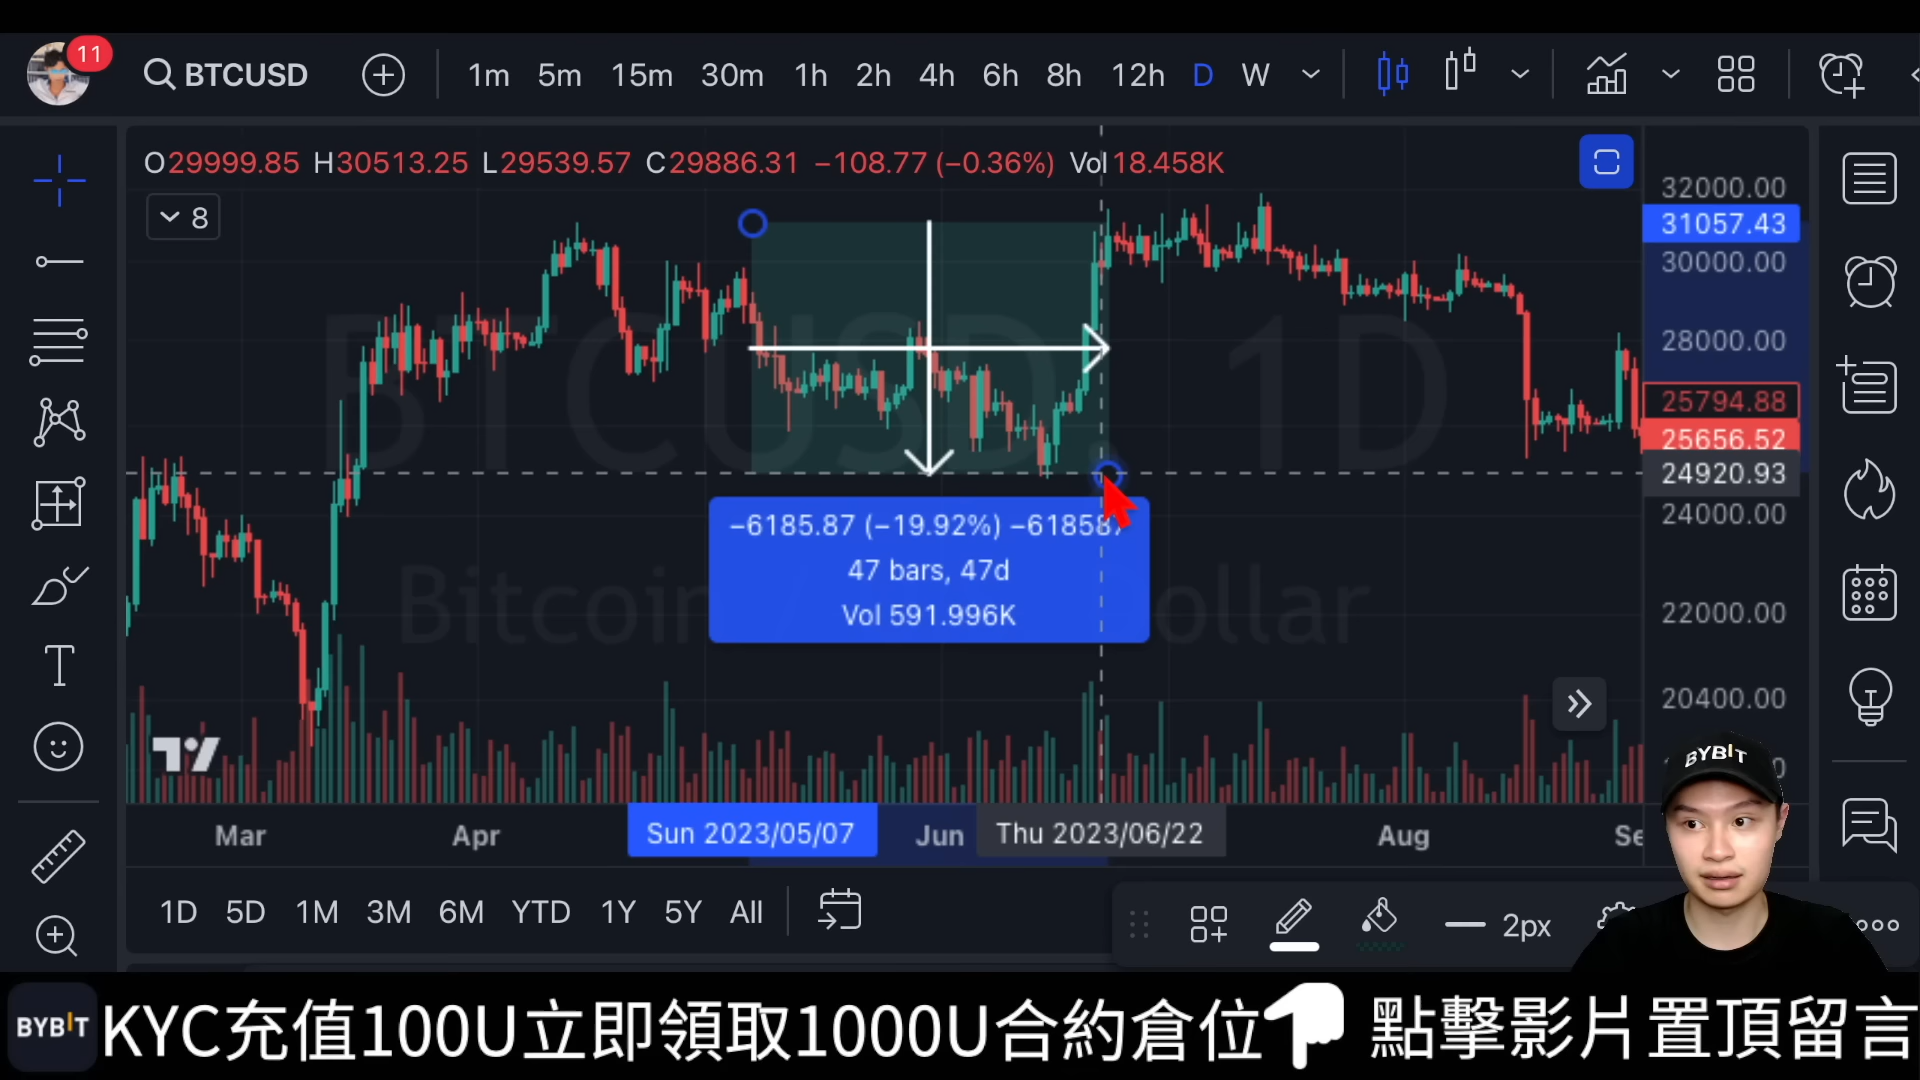 11
BTCUSD
1m 5m 15m 30m 1h 2h 4h 6h 8h 12h D W
O29999.85 H30513.25 L29539.57 C29886.31 −108.77 (−0.36%) Vol 18.458K
8
32000.00
31057.43
30000.00
28000.00
25794.88
25656.52
24920.93
24000.00
22000.00
20400.00
BTCUSD, 1D
Bitcoin
−6185.87 (−19.92%) −618587
47 bars, 47d
Vol 591.996K
Mar Apr Sun 2023/05/07 Jun Thu 2023/06/22 Aug
1D 5D 1M 3M 6M YTD 1Y 5Y All
2px
BYBIT
BYBIT KYC充值100U立即領取1000U合約倉位 點擊影片置頂留言